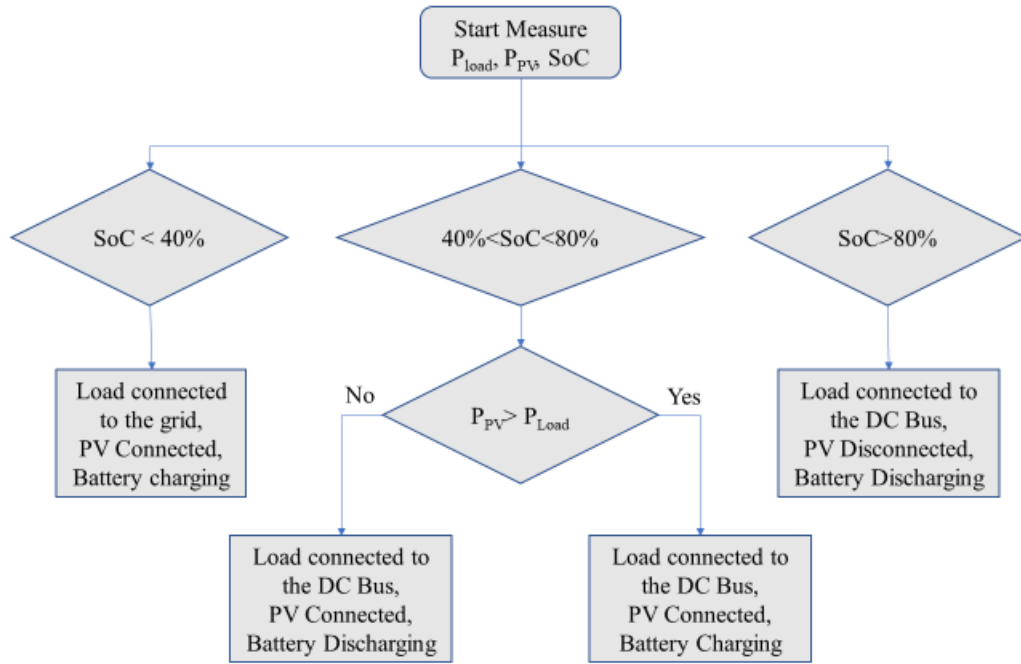 Start Measure
Pload, PPV, SoC
SoC < 40%
40%<SoC<80%
SoC>80%
Load connected
to the grid,
PV Connected,
Battery charging
No
PPV> PLoad
Yes
Load connected to
the DC Bus,
PV Disconnected,
Battery Discharging
Load connected to
the DC Bus,
PV Connected,
Battery Discharging
Load connected to
the DC Bus,
PV Connected,
Battery Charging